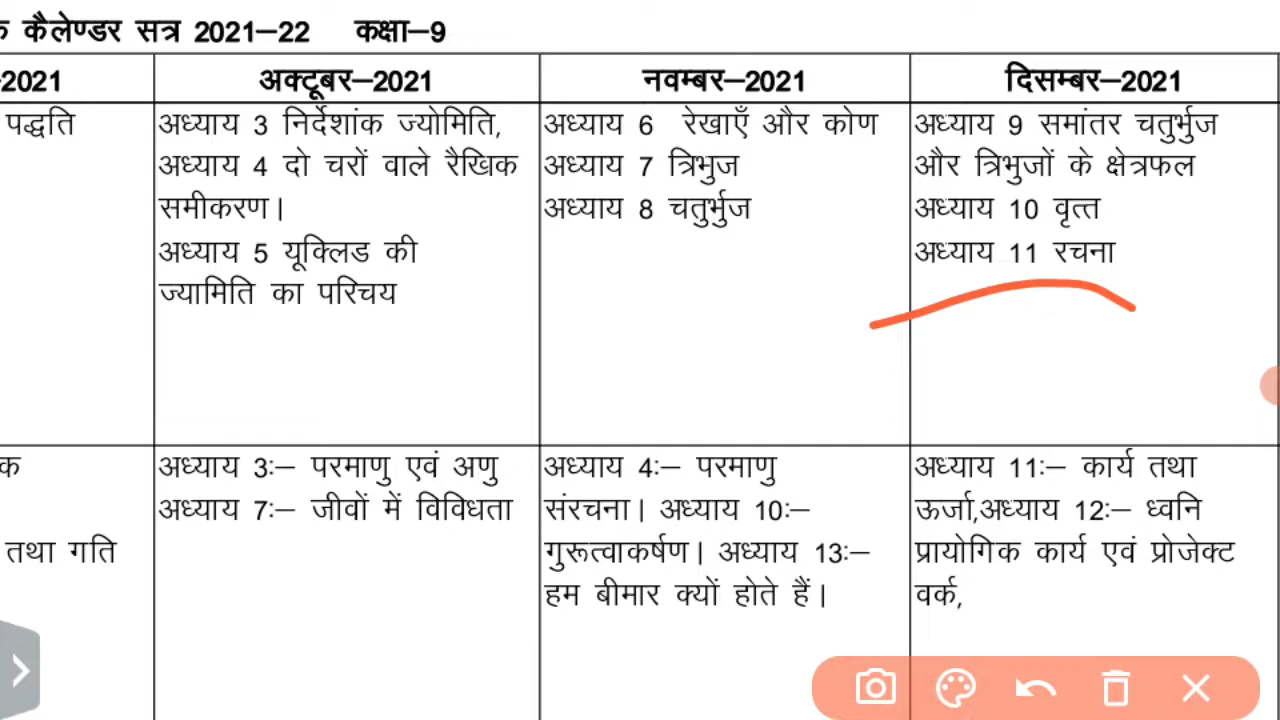 क कैलेण्डर सत्र 2021–22 कक्षा–9
-2021 अक्टूबर–2021 नवम्बर–2021 दिसम्बर–2021
पद्धति
अध्याय 3 निर्देशांक ज्योमिति,
अध्याय 4 दो चरों वाले रैखिक
समीकरण।
अध्याय 5 यूक्लिड की
ज्यामिति का परिचय
अध्याय 6 रेखाएँ और कोण
अध्याय 7 त्रिभुज
अध्याय 8 चतुर्भुज
अध्याय 9 समांतर चतुर्भुज
और त्रिभुजों के क्षेत्रफल
अध्याय 10 वृत्त
अध्याय 11 रचना
क
तथा गति
अध्याय 3ः– परमाणु एवं अणु
अध्याय 7ः– जीवों में विविधता
अध्याय 4ः– परमाणु
संरचना। अध्याय 10ः–
गुरूत्वाकर्षण। अध्याय 13ः–
हम बीमार क्यों होते हैं।
अध्याय 11ः– कार्य तथा
ऊर्जा,अध्याय 12ः– ध्वनि
प्रायोगिक कार्य एवं प्रोजेक्ट
वर्क,